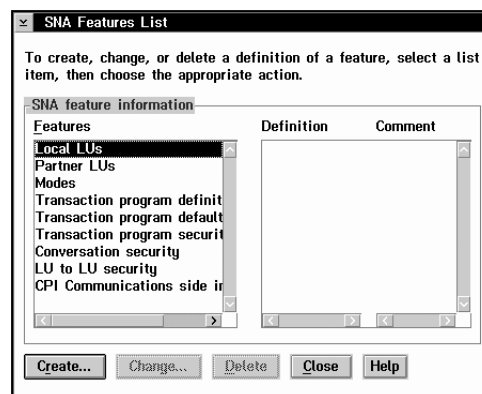 SNA Features List
To create, change, or delete a definition of a feature, select a list
item, then choose the appropriate action.
SNA feature information
Features
Definition Comment
Local LUs
Partner LUs
Modes
Transaction program definit
Transaction program default
Transaction program securit
Conversation security
LU to LU security
CPI Communications side in
Create... Change... Delete Close Help